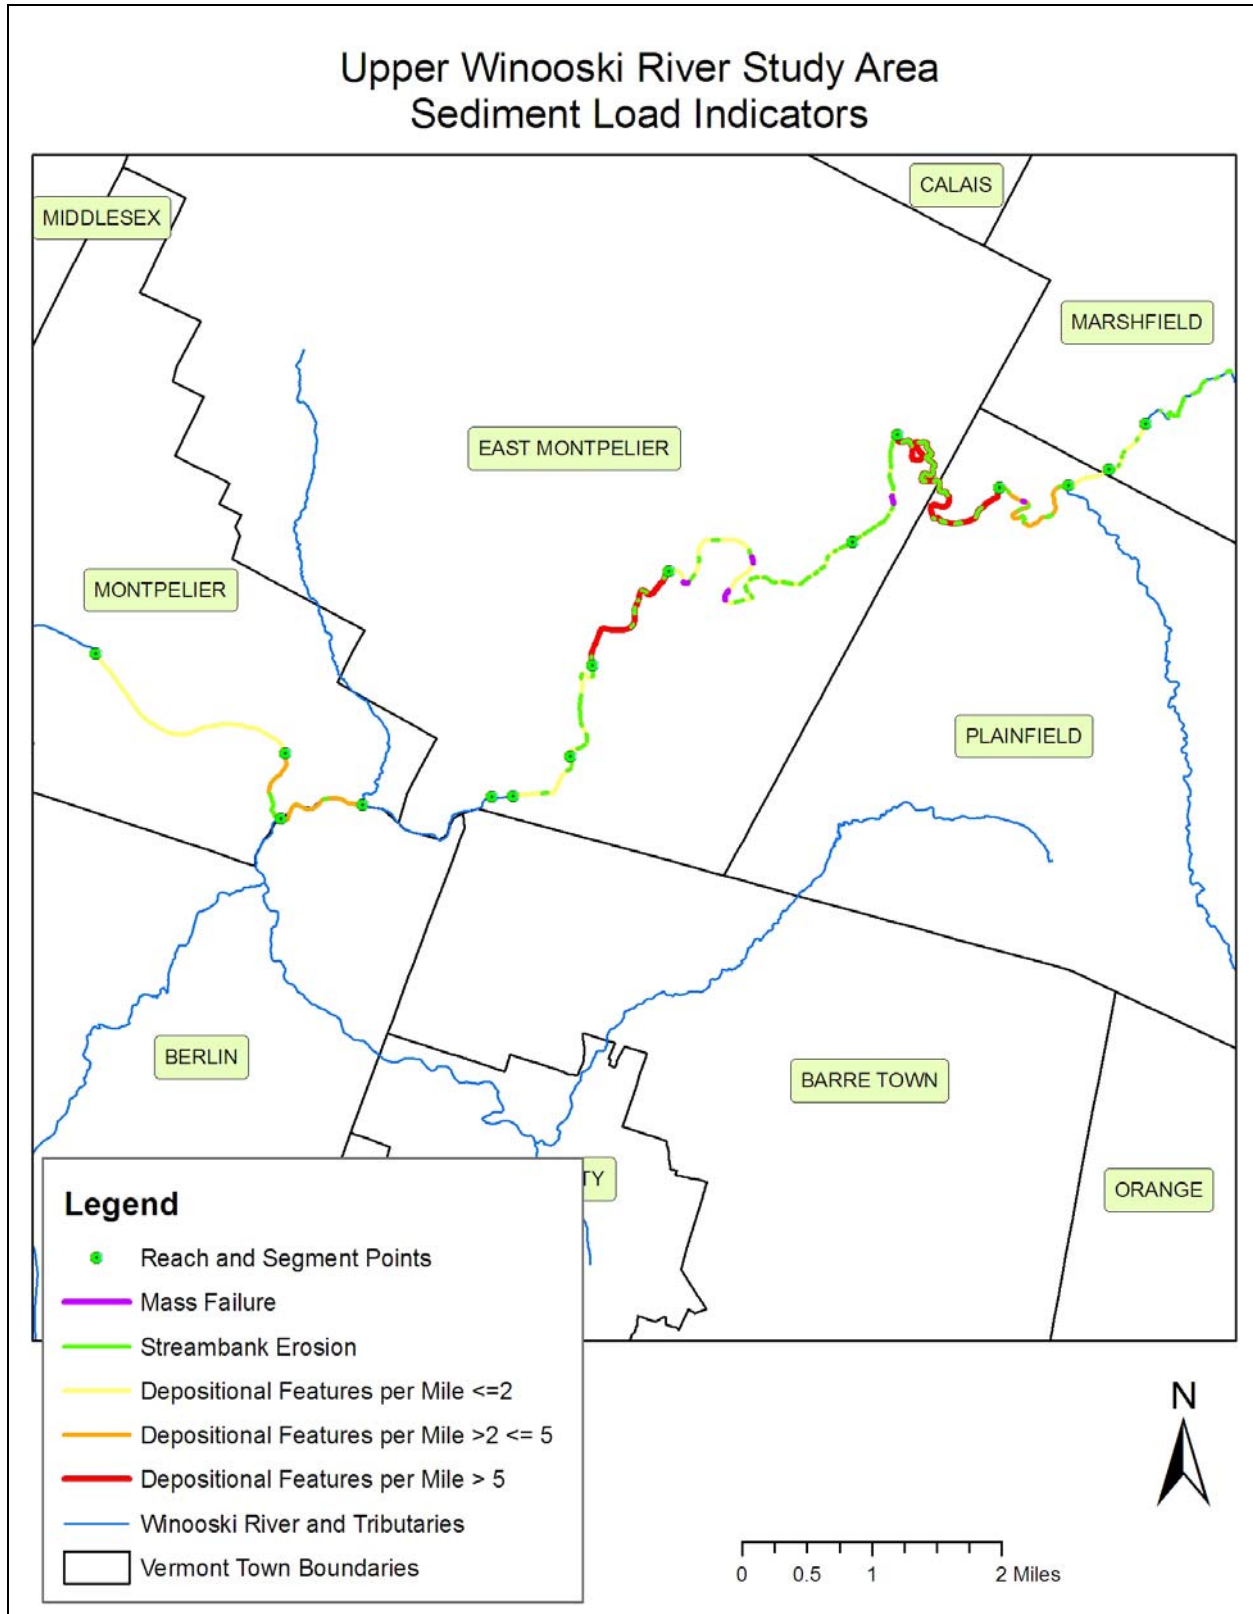 Upper Winooski River Study Area
Sediment Load Indicators
CALAIS
MIDDLESEX
MARSHFIELD
EAST MONTPELIER
MONTPELIER
PLAINFIELD
BERLIN
BARRE TOWN
TY
ORANGE
Legend
Reach and Segment Points
Mass Failure
Streambank Erosion
Depositional Features per Mile <=2
Depositional Features per Mile >2 <= 5
Depositional Features per Mile > 5
Winooski River and Tributaries
Vermont Town Boundaries
N
0 0.5 1 2 Miles